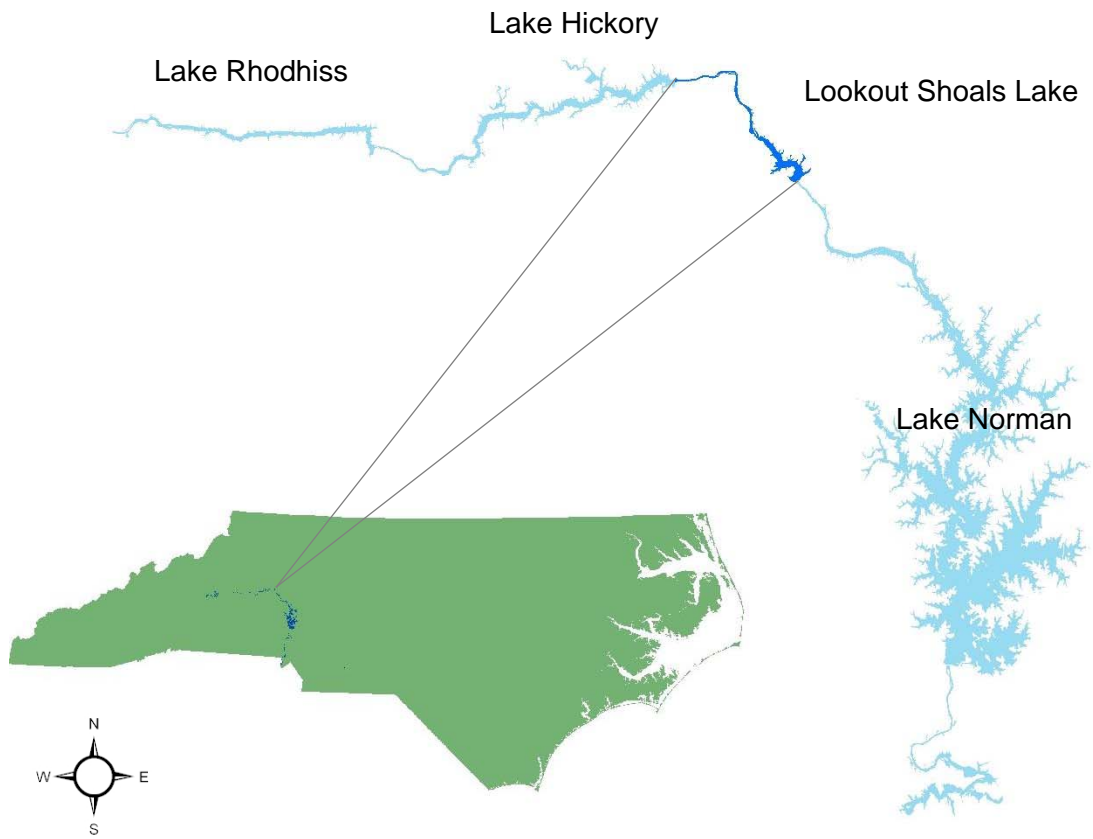 Lake Hickory
Lake Rhodhiss
Lookout Shoals Lake
Lake Norman
N
W E
S